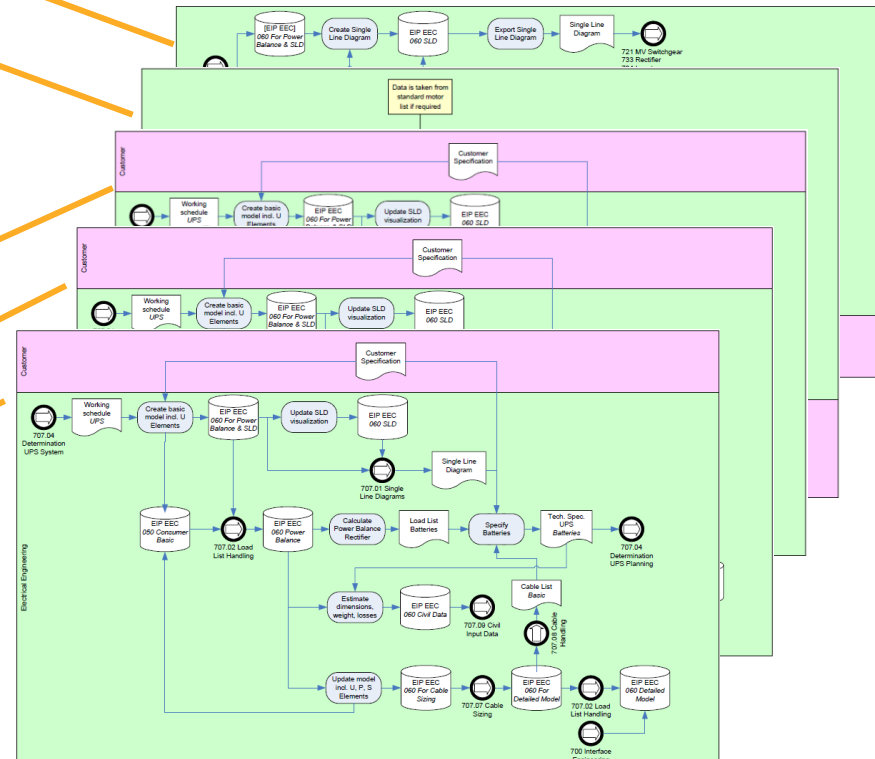 [EIP EEC]
060 For Power
Balance & SLD
Create Single
Line Diagram
EIP EEC
060 SLD
Export Single
Line Diagram
Single Line
Diagram
721 MV Switchgear
733 Rectifier
Data is taken from
standard motor
list if required
Customer
Customer
Specification
Working
schedule
UPS
Create basic
model incl. U
Elements
EIP EEC
060 For Power
Update SLD
visualization
EIP EEC
060 SLD
Customer
Customer
Specification
Working
schedule
UPS
Create basic
model incl. U
Elements
EIP EEC
060 For Power
Balance & SLD
Update SLD
visualization
EIP EEC
060 SLD
Customer
Customer
Specification
Electrical Engineering
707.04
Determination
UPS System
Working
schedule
UPS
Create basic
model incl. U
Elements
EIP EEC
060 For Power
Balance & SLD
Update SLD
visualization
EIP EEC
060 SLD
707.01 Single
Line Diagrams
Single Line
Diagram
EIP EEC
050 Consumer
Basic
707.02 Load
List Handling
EIP EEC
060 Power
Balance
Calculate
Power Balance
Rectifier
Load List
Batteries
Specify
Batteries
Tech. Spec.
UPS
Batteries
707.04
Determination
UPS Planning
Estimate
dimensions,
weight, losses
EIP EEC
060 Civil Data
707.09 Civil
Input Data
Cable List
Basic
707.08 Cable
Handling
Update model
incl. U, P, S
Elements
EIP EEC
060 For Cable
Sizing
707.07 Cable
Sizing
EIP EEC
060 For
Detailed Model
707.02 Load
List Handling
EIP EEC
060 Detailed
Model
700 Interface